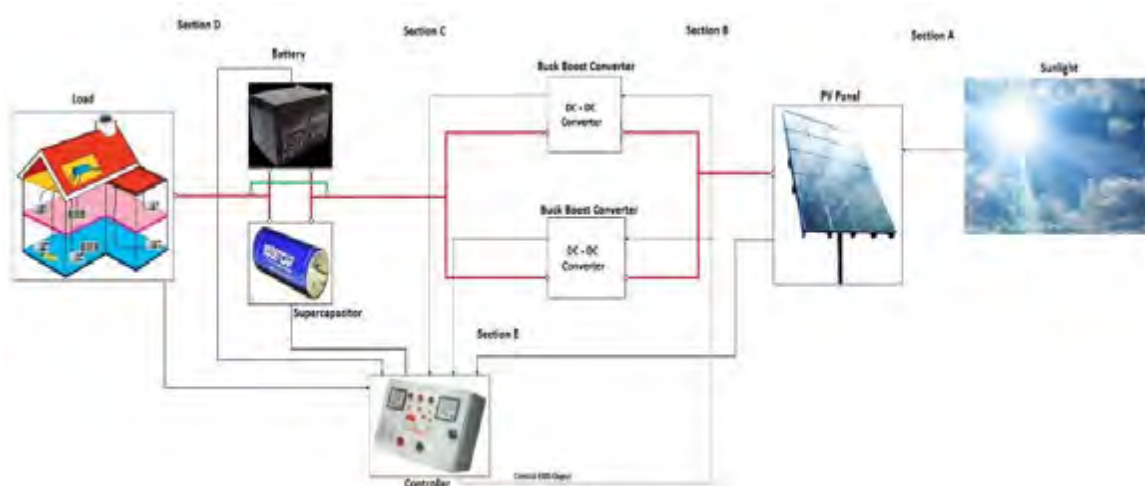 Section D
Section C
Section B
Section A
Battery
Buck Boost Converter
Sunlight
Load
PV Panel
DC - DC
Converter
Buck Boost Converter
DC - DC
Converter
Supercapacitor
Section E
Controller